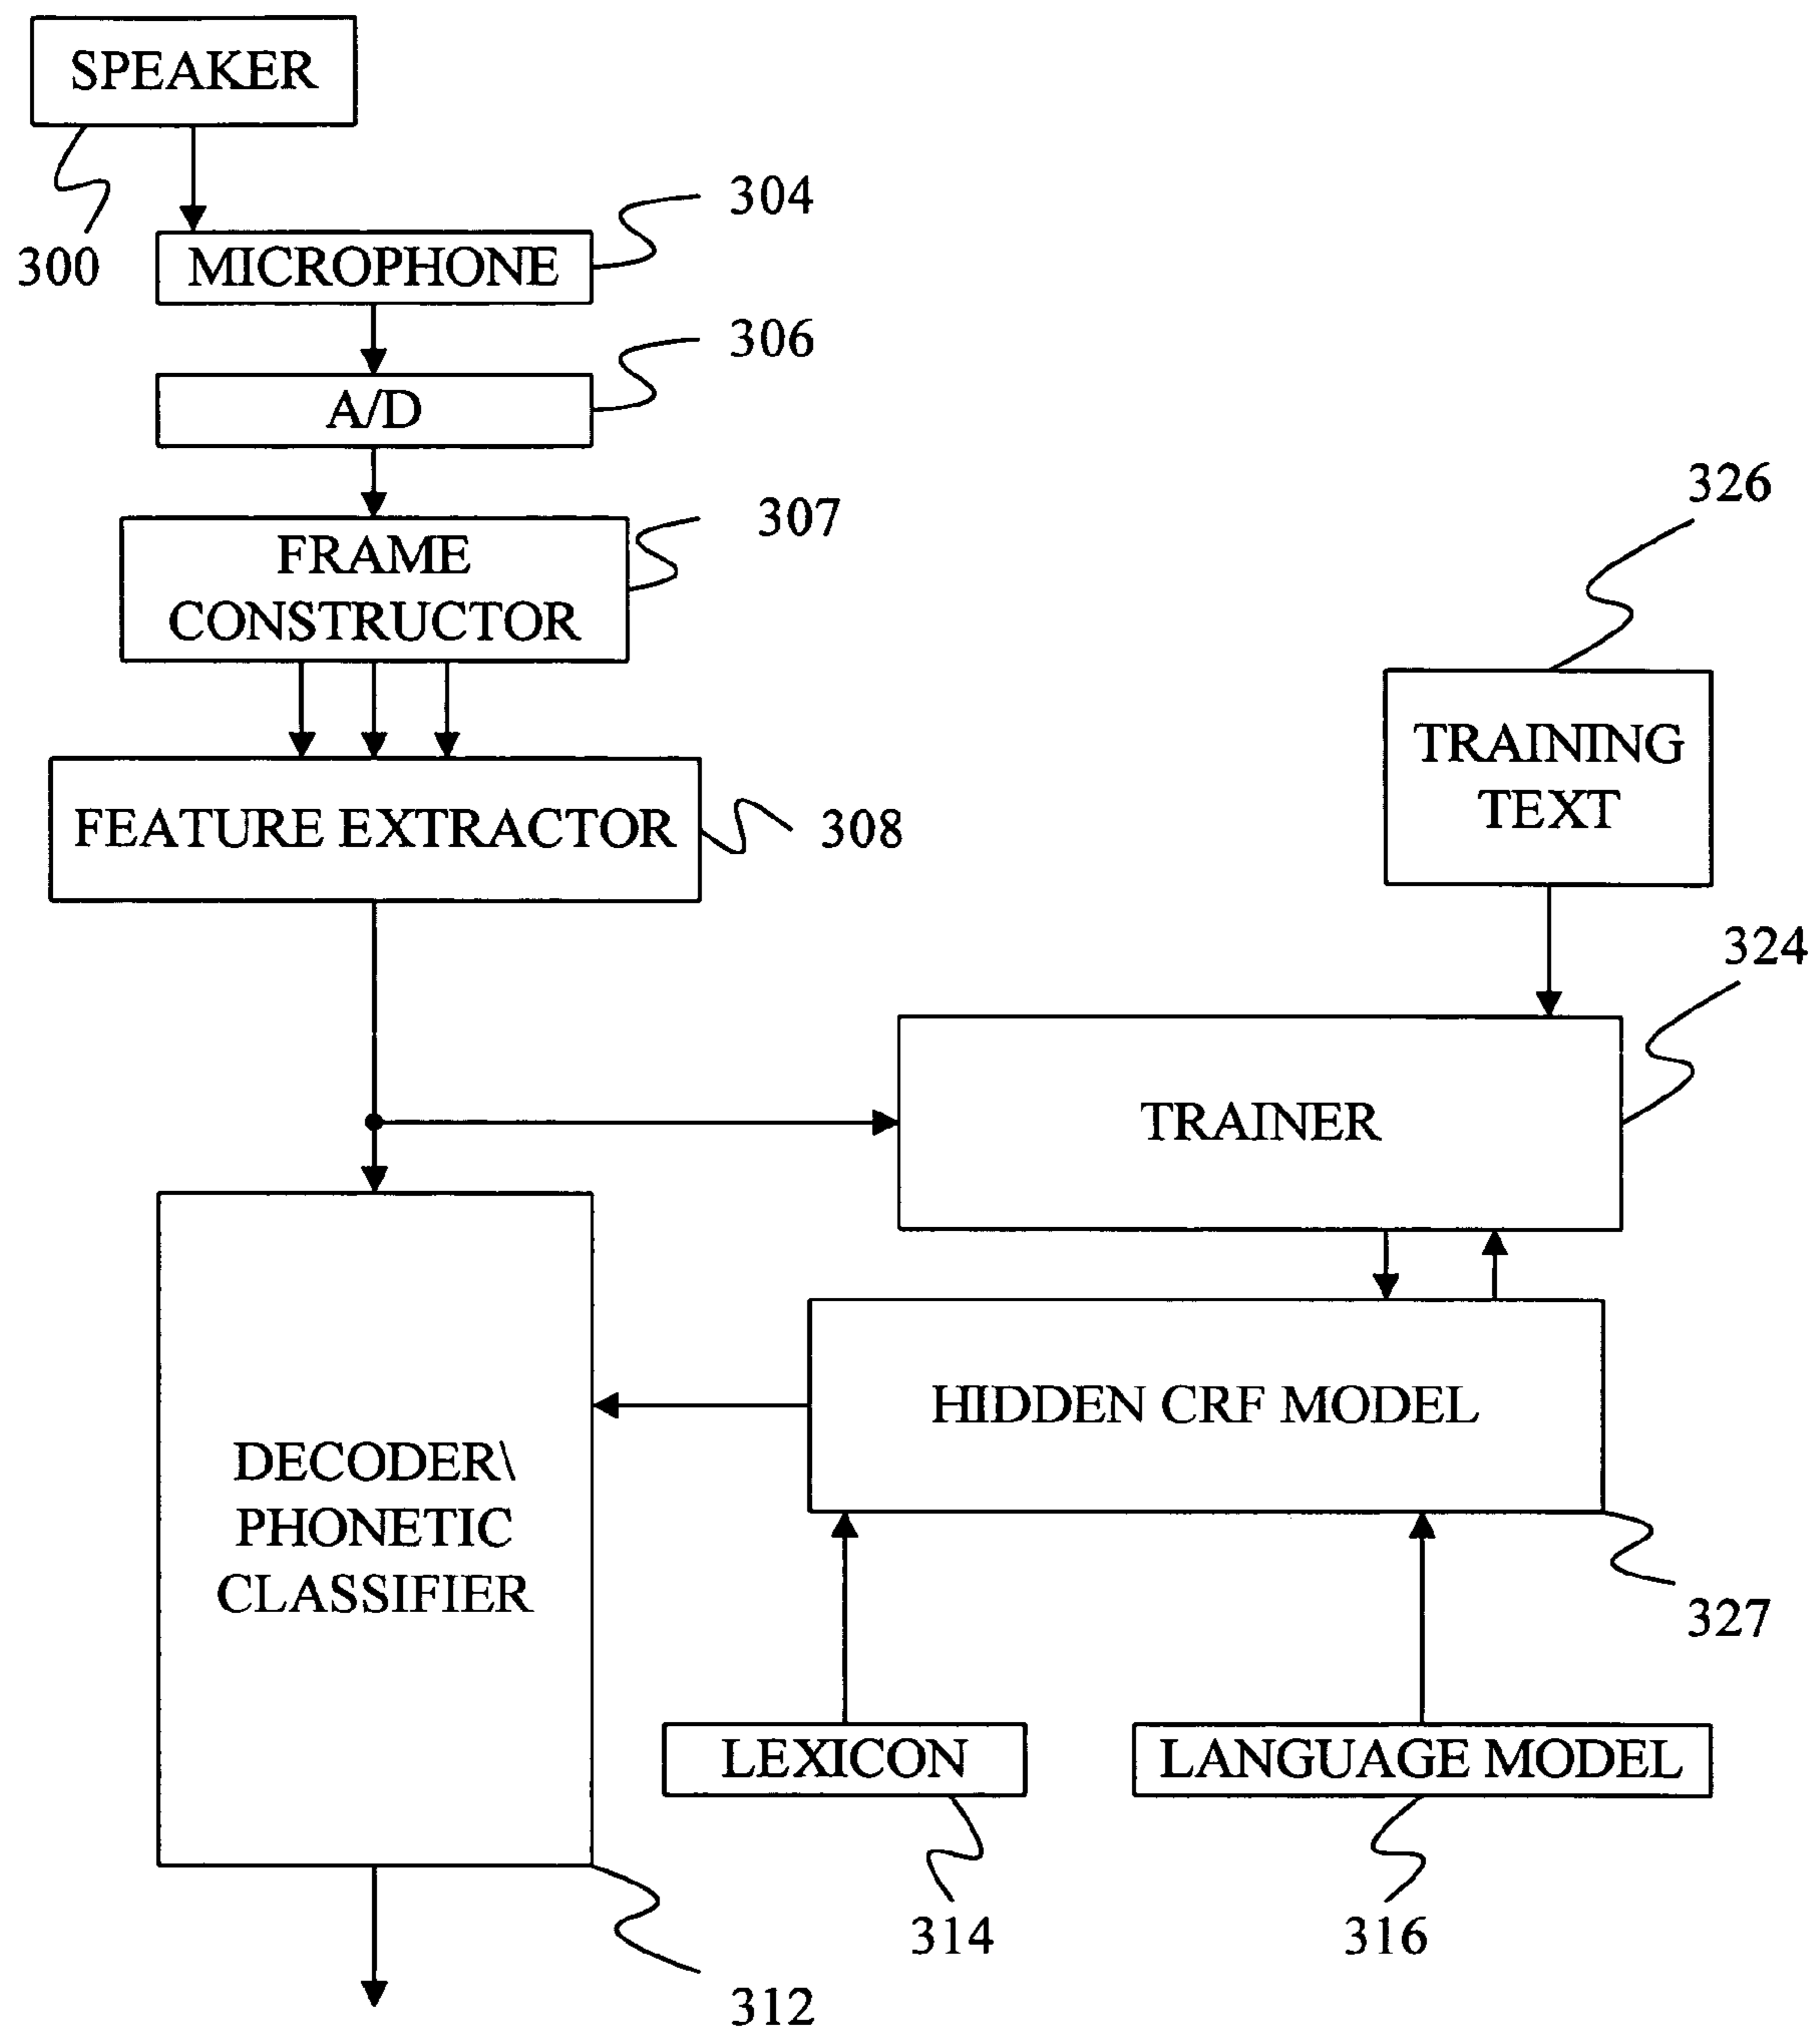 SPEAKER
300
304
MICROPHONE
306
A/D
307
FRAME
CONSTRUCTOR
326
TRAINING
TEXT
FEATURE EXTRACTOR
308
324
TRAINER
HIDDEN CRF MODEL
DECODER\
PHONETIC
CLASSIFIER
327
LEXICON
LANGUAGE MODEL
314
316
312